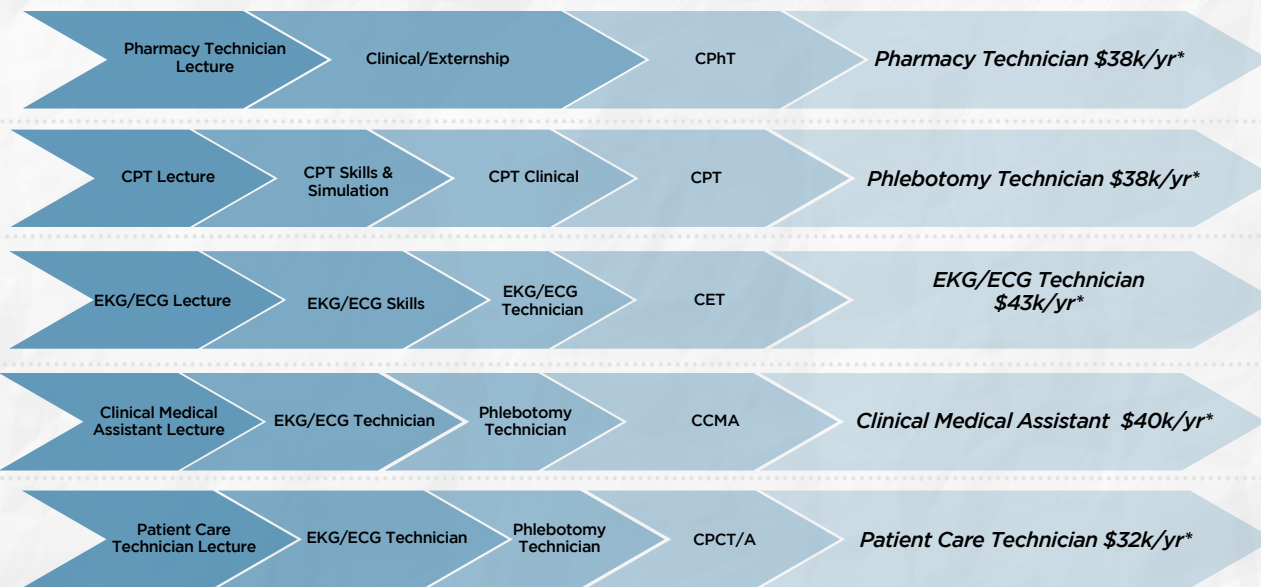 Pharmacy Technician
Lecture
Clinical/Externship
CPhT
Pharmacy Technician $38k/yr*
CPT Lecture
CPT Skills &
Simulation
CPT Clinical
CPT
Phlebotomy Technician $38k/yr*
EKG/ECG Lecture
EKG/ECG Skills
EKG/ECG
Technician
CET
EKG/ECG Technician
$43k/yr*
Clinical Medical
Assistant Lecture
EKG/ECG Technician
Phlebotomy
Technician
CCMA
Clinical Medical Assistant $40k/yr*
Patient Care
Technician Lecture
EKG/ECG Technician
Phlebotomy
Technician
CPCT/A
Patient Care Technician $32k/yr*